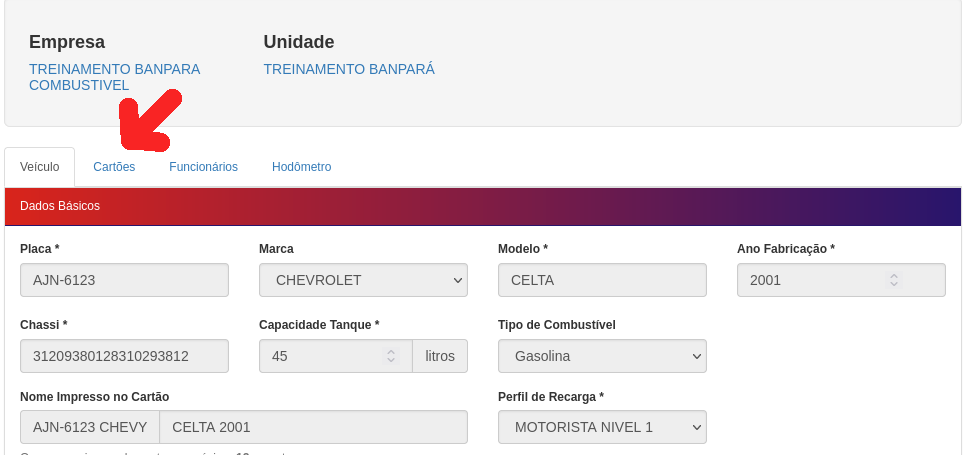 Empresa
Unidade
TREINAMENTO BANPARA
COMBUSTIVEL
TREINAMENTO BANPARÁ
Veículo
Cartões
Funcionários
Hodômetro
Dados Básicos
Placa *
Marca
Modelo *
Ano Fabricação *
AJN-6123
CHEVROLET
CELTA
2001
Chassi *
Capacidade Tanque *
Tipo de Combustível
31209380128310293812
45
litros
Gasolina
Nome Impresso no Cartão
Perfil de Recarga *
AJN-6123 CHEVY
CELTA 2001
MOTORISTA NIVEL 1